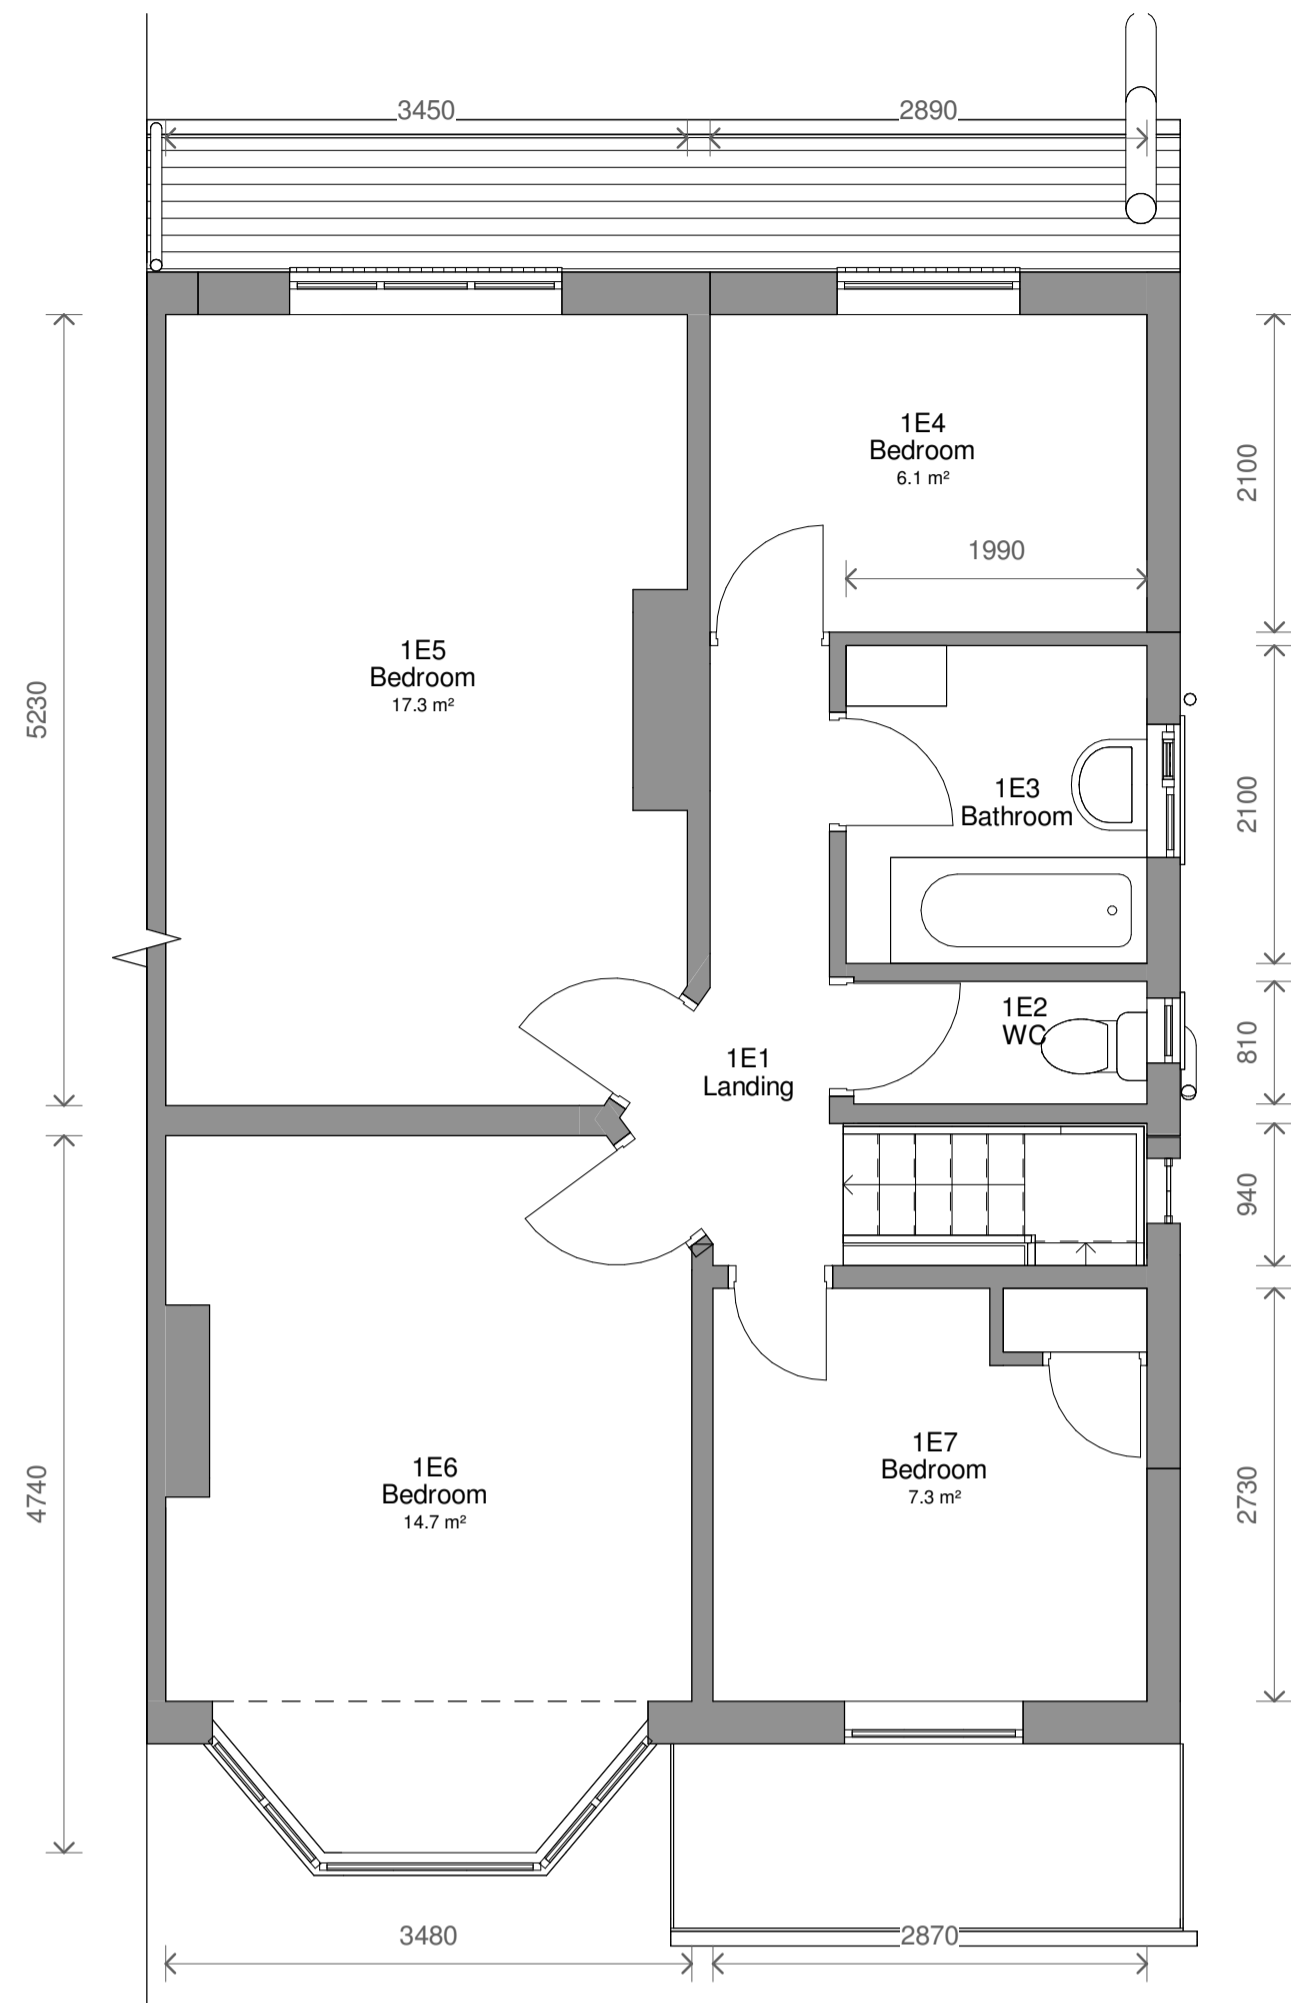 3450
2890
1E4
Bedroom
6.1 m²
2100
1990
1E5
Bedroom
17.3 m²
5230
1E3
Bathroom
2100
1E2
WC
810
1E1
Landing
940
1E7
Bedroom
7.3 m²
2730
1E6
Bedroom
14.7 m²
4740
3480
2870